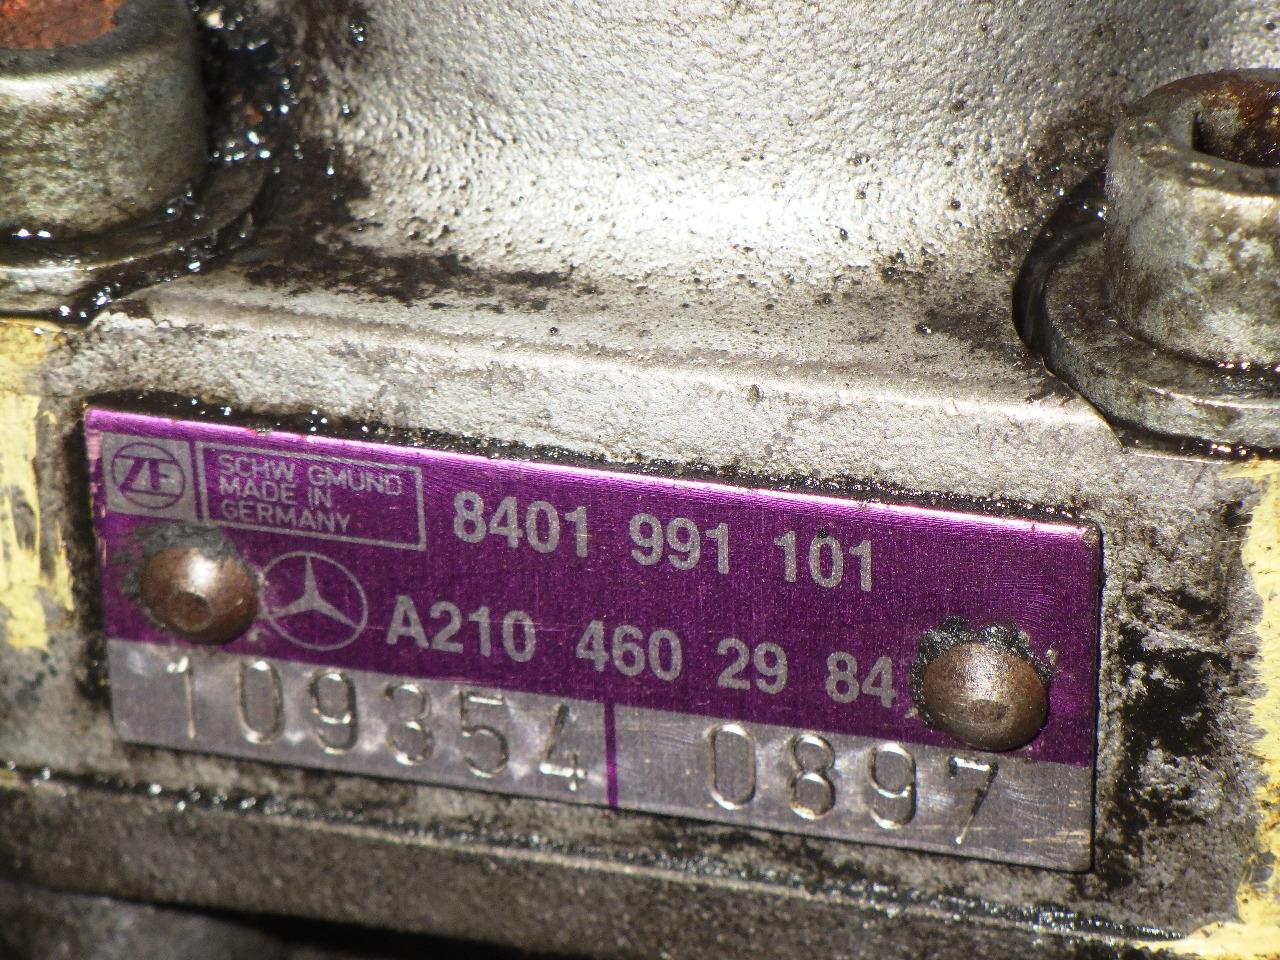 ZF
SCHW. GMÜND
MADE IN
GERMANY
8401 991 101
A210 460 29 84
109354 0897